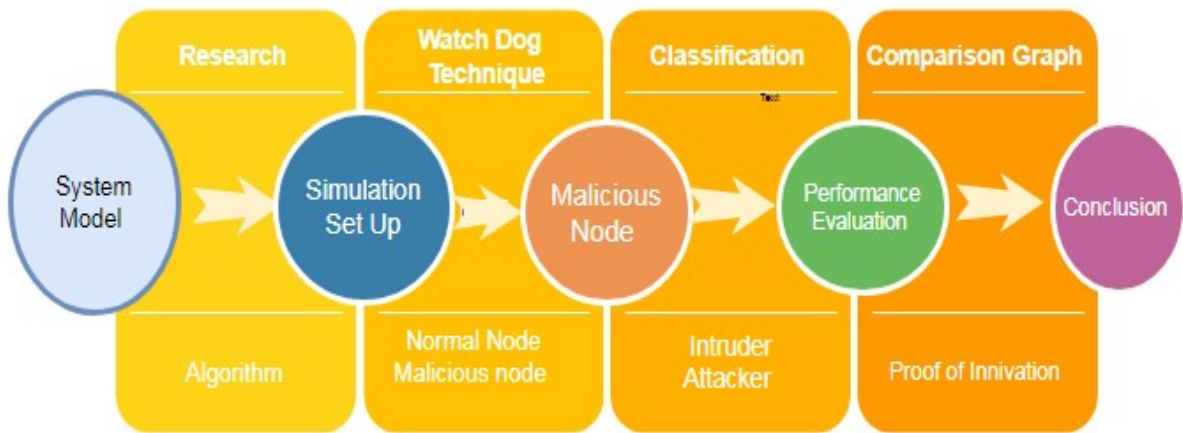 Research
Watch Dog
Technique
Classification
Comparison Graph
Text
System
Model
Simulation
Set Up
Malicious
Node
Performance
Evaluation
Conclusion
Algorithm
Normal Node
Malicious node
Intruder
Attacker
Proof of Innivation